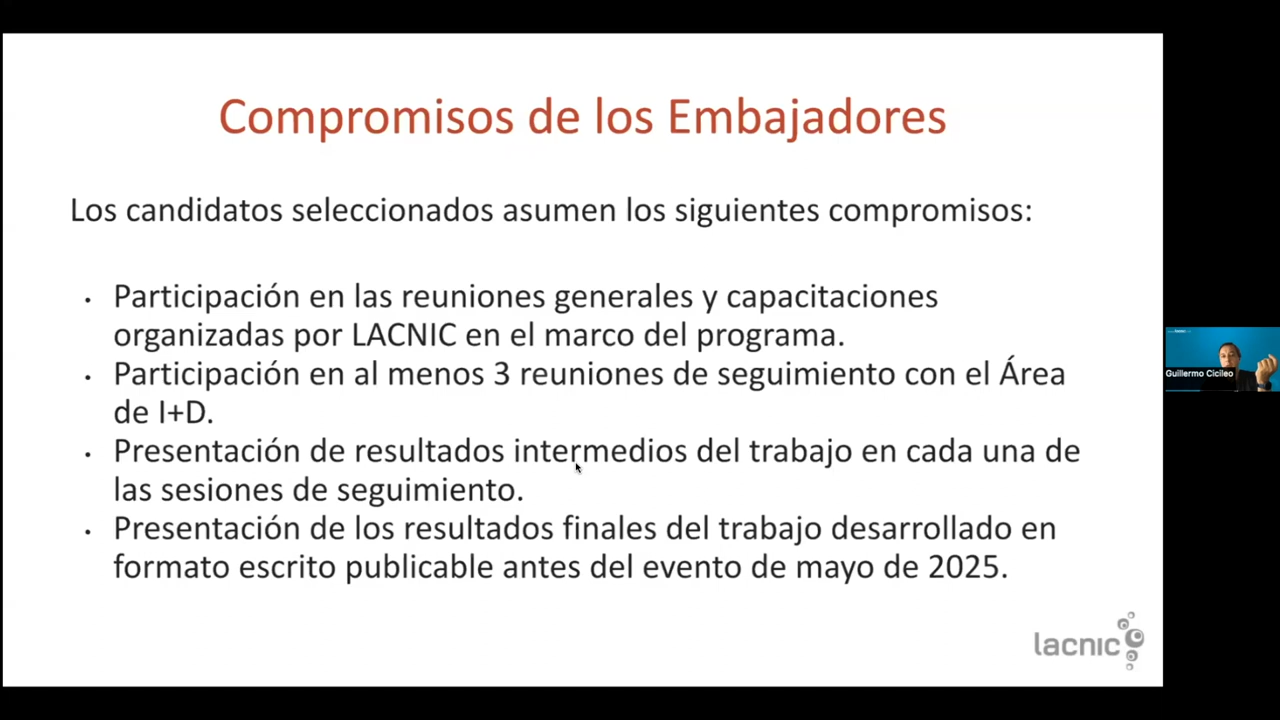 Compromisos de los Embajadores
Los candidatos seleccionados asumen los siguientes compromisos:
• Participación en las reuniones generales y capacitaciones
organizadas por LACNIC en el marco del programa.
• Participación en al menos 3 reuniones de seguimiento con el Área
de I+D.
• Presentación de resultados intermedios del trabajo en cada una de
las sesiones de seguimiento.
• Presentación de los resultados finales del trabajo desarrollado en
formato escrito publicable antes del evento de mayo de 2025.
lacnic
Guillermo Cicileo